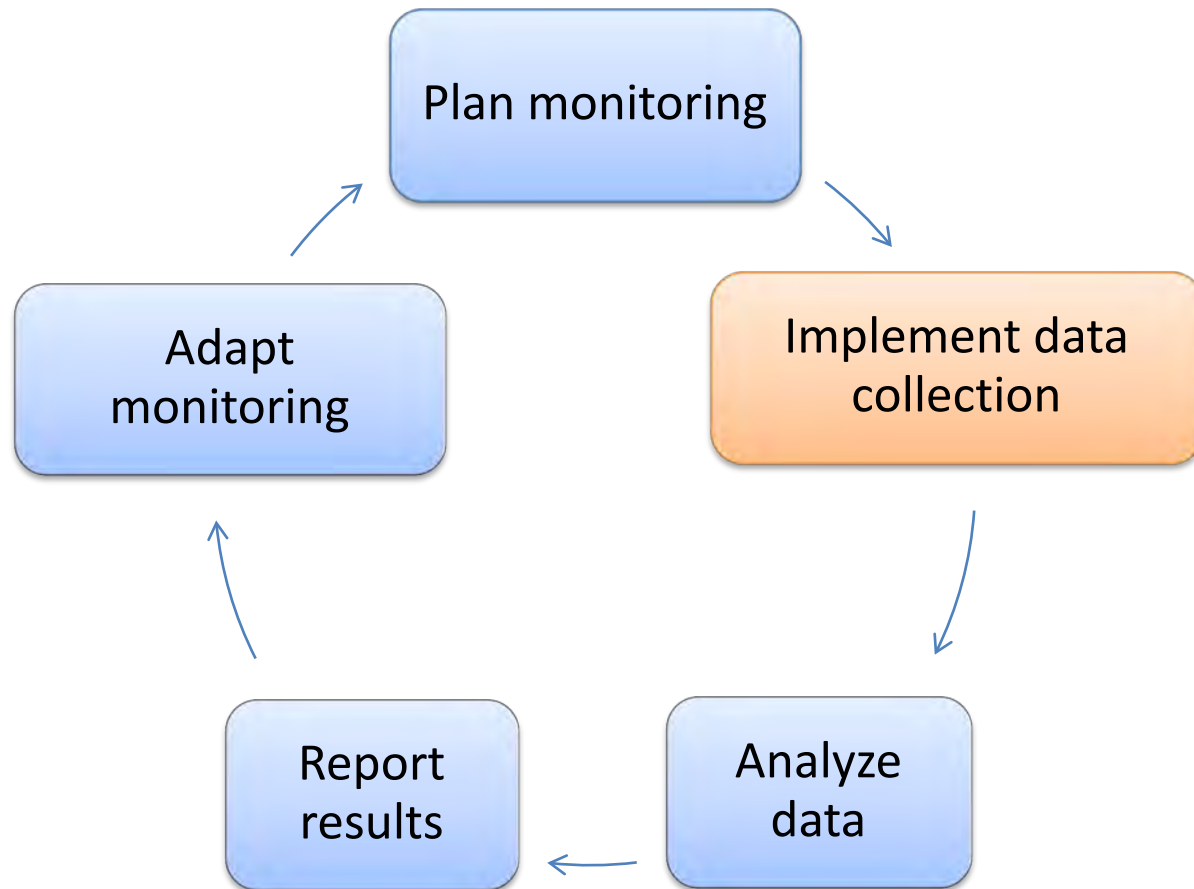 Plan monitoring
Implement data
collection
Analyze
data
Report
results
Adapt
monitoring